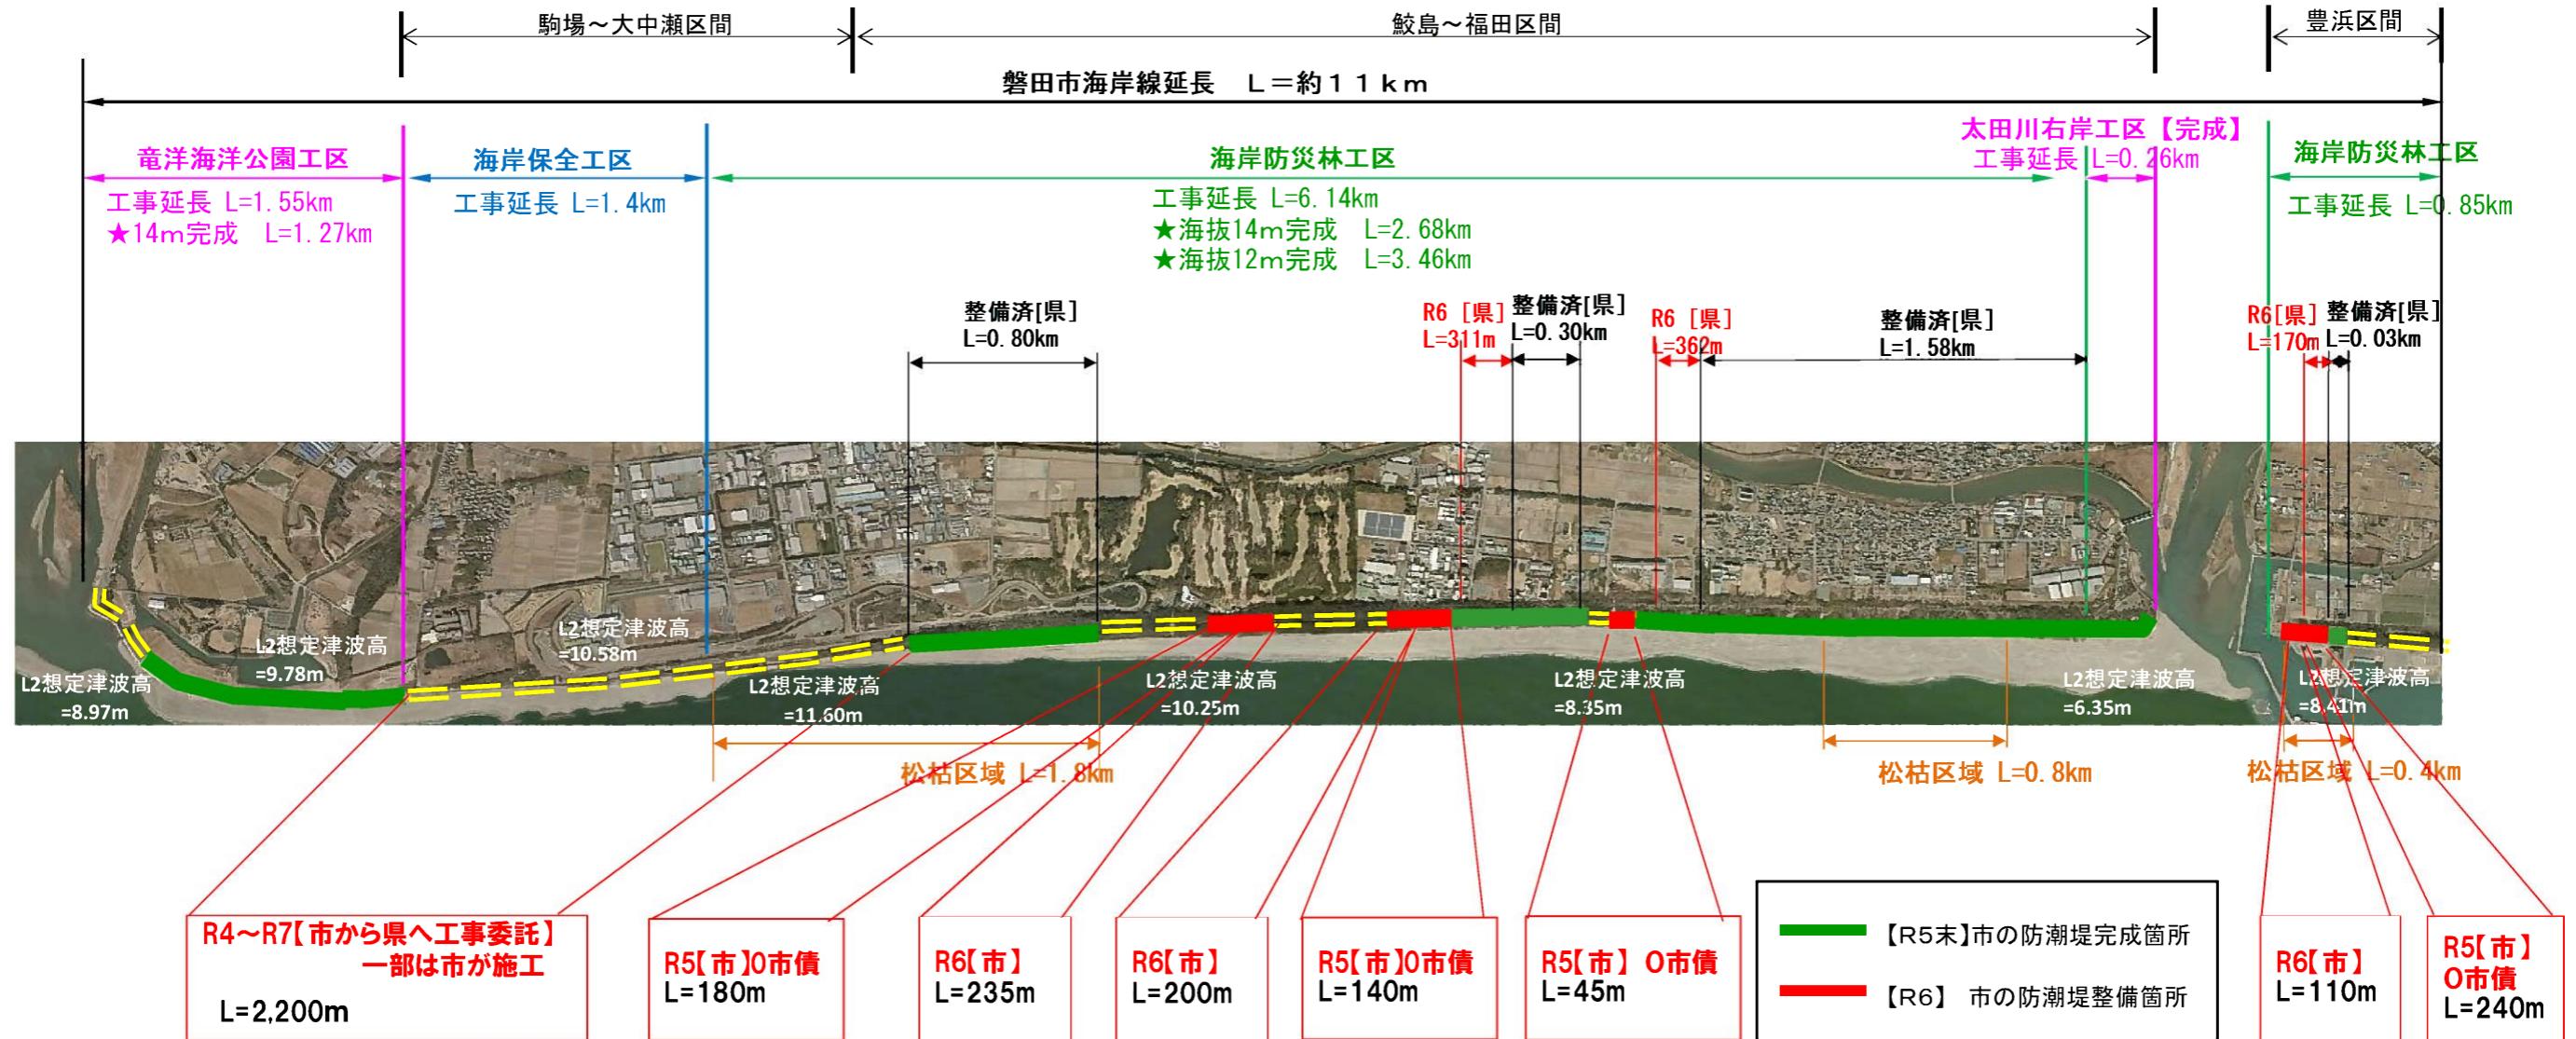 駒場～大中瀬区間
鮫島～福田区間
豊浜区間
磐田市海岸線延長　Ｌ＝約１１ｋｍ
竜洋海洋公園工区
工事延長 L=1.55km
★14ｍ完成　L=1.27km
海岸保全工区
工事延長 L=1.4km
海岸防災林工区
工事延長 L=6.14km
★海抜14ｍ完成　L=2.68km
★海抜12ｍ完成　L=3.46km
太田川右岸工区【完成】
工事延長 L=0.26km
海岸防災林工区
工事延長 L=0.85km
整備済[県]
L=0.80km
R6 [県]
L=311m
整備済[県]
L=0.30km
R6 [県]
L=362m
整備済[県]
L=1.58km
R6[県]
L=170m
整備済[県]
L=0.03km
L2想定津波高
=8.97m
L2想定津波高
=9.78m
L2想定津波高
=10.58m
L2想定津波高
=11.60m
L2想定津波高
=10.25m
L2想定津波高
=8.35m
L2想定津波高
=6.35m
L2想定津波高
=8.41m
松枯区域 L=1.8km
松枯区域 L=0.8km
松枯区域 L=0.4km
R4～R7【市から県へ工事委託】
一部は市が施工
L=2,200m
R5【市】0市債
L=180m
R6【市】
L=235m
R6【市】
L=200m
R5【市】0市債
L=140m
R5【市】 0市債
L=45m
【R5末】市の防潮堤完成箇所
【R6】 市の防潮堤整備箇所
R6【市】
L=110m
R5【市】
0市債
L=240m